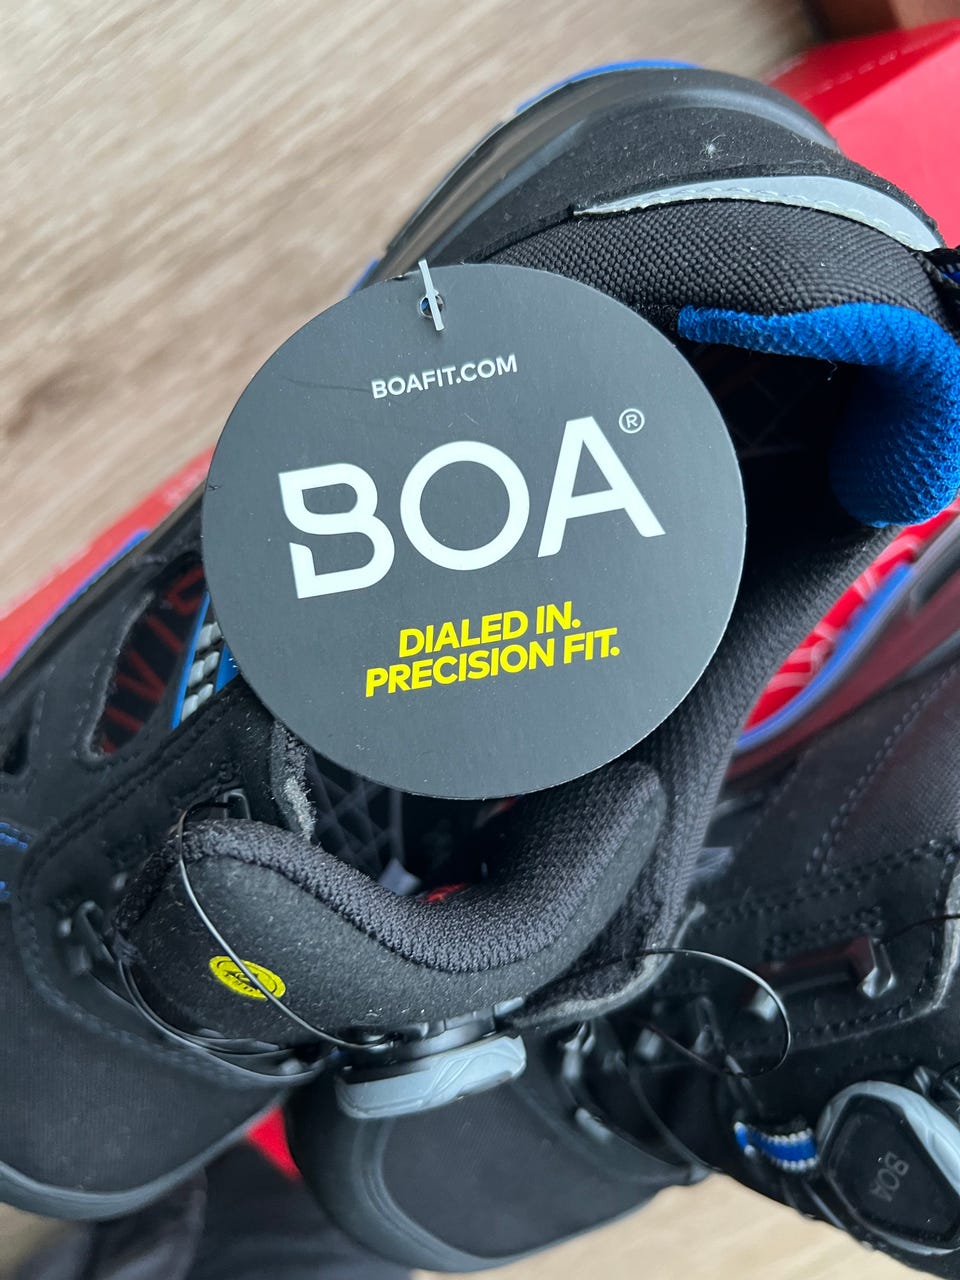 BOAFIT.COM
BOA®
DIALED IN.
PRECISION FIT.
BOA